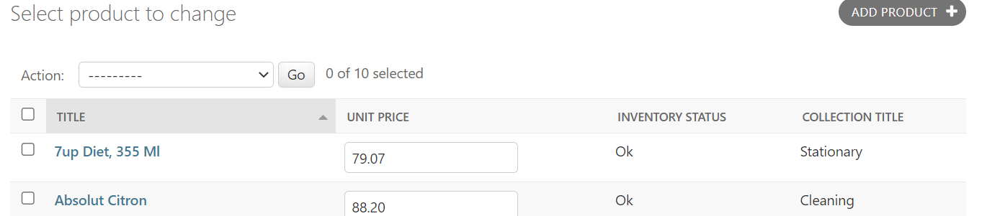 Select product to change
ADD PRODUCT +
Action: --------- Go 0 of 10 selected
TITLE UNIT PRICE INVENTORY STATUS COLLECTION TITLE
7up Diet, 355 Ml 79.07 Ok Stationary
Absolut Citron 88.20 Ok Cleaning